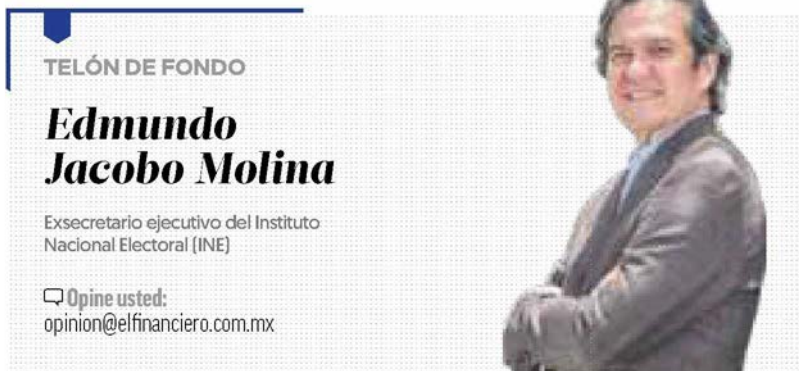 TELÓN DE FONDO
Edmundo
Jacobo Molina
Exsecretario ejecutivo del Instituto
Nacional Electoral (INE)
Opine usted:
opinion@elfinanciero.com.mx